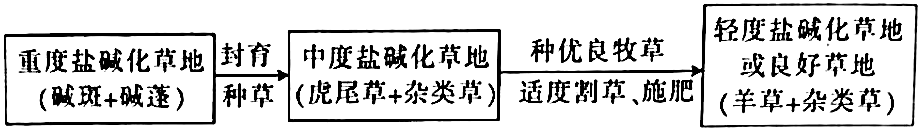 重度盐碱化草地
(碱斑+碱蓬)
封育
种草
中度盐碱化草地
(虎尾草+杂类草)
种优良牧草
适度割草、施肥
轻度盐碱化草地
或良好草地
(羊草+杂类草)